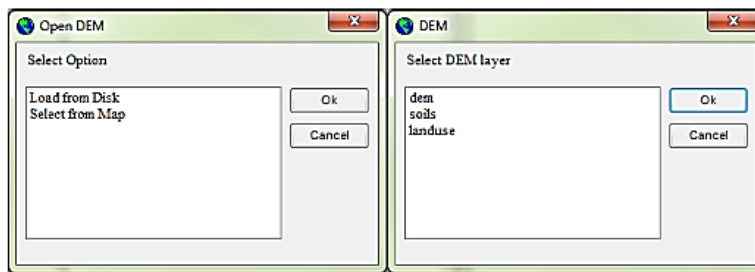 Open DEM
Select Option
Load from Disk
Select from Map
Ok
Cancel
DEM
Select DEM layer
dem
soils
landuse
Ok
Cancel